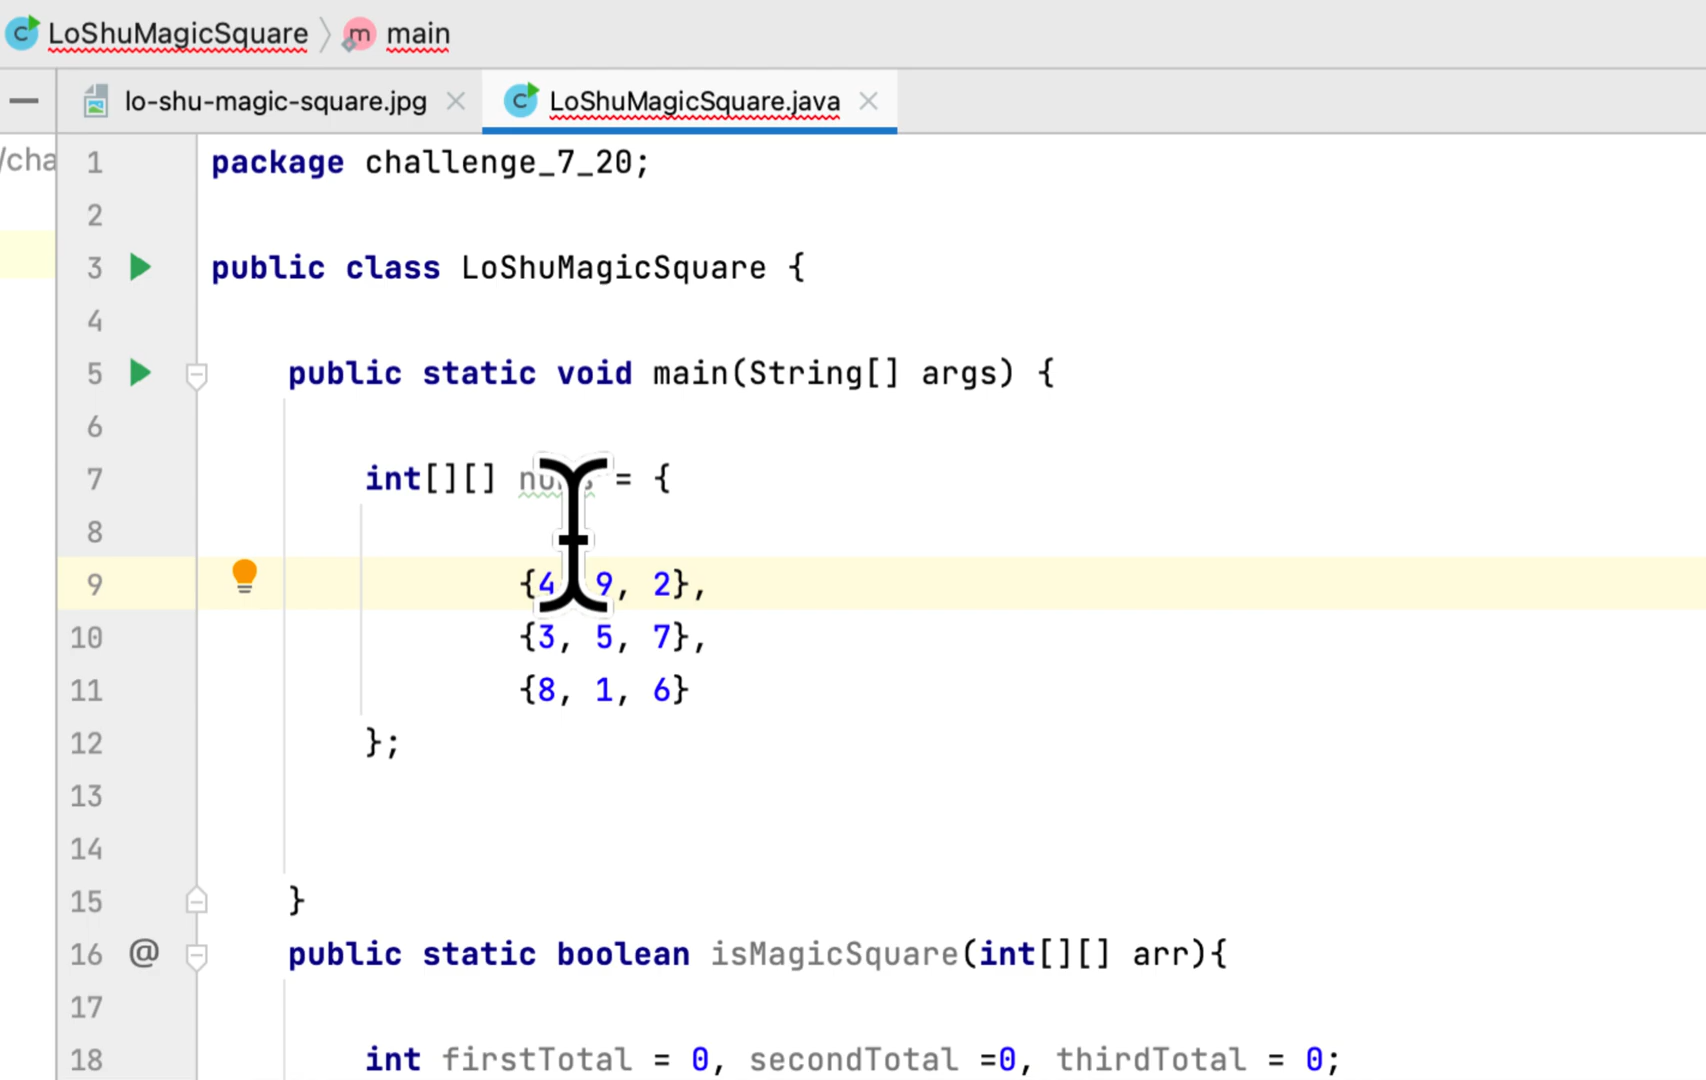 LoShuMagicSquare main
lo-shu-magic-square.jpg LoShuMagicSquare.java
/cha
1 package challenge_7_20;
2
3 public class LoShuMagicSquare {
4
5 public static void main(String[] args) {
6
7 int[][] = {
8
9 {4 9, 2},
10 {3, 5, 7},
11 {8, 1, 6}
12 };
13
14
15 }
16 @ public static boolean isMagicSquare(int[][] arr){
17
18 int firstTotal = 0, secondTotal =0, thirdTotal = 0;